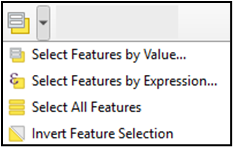 Select Features by Value...
Select Features by Expression...
Select All Features
Invert Feature Selection